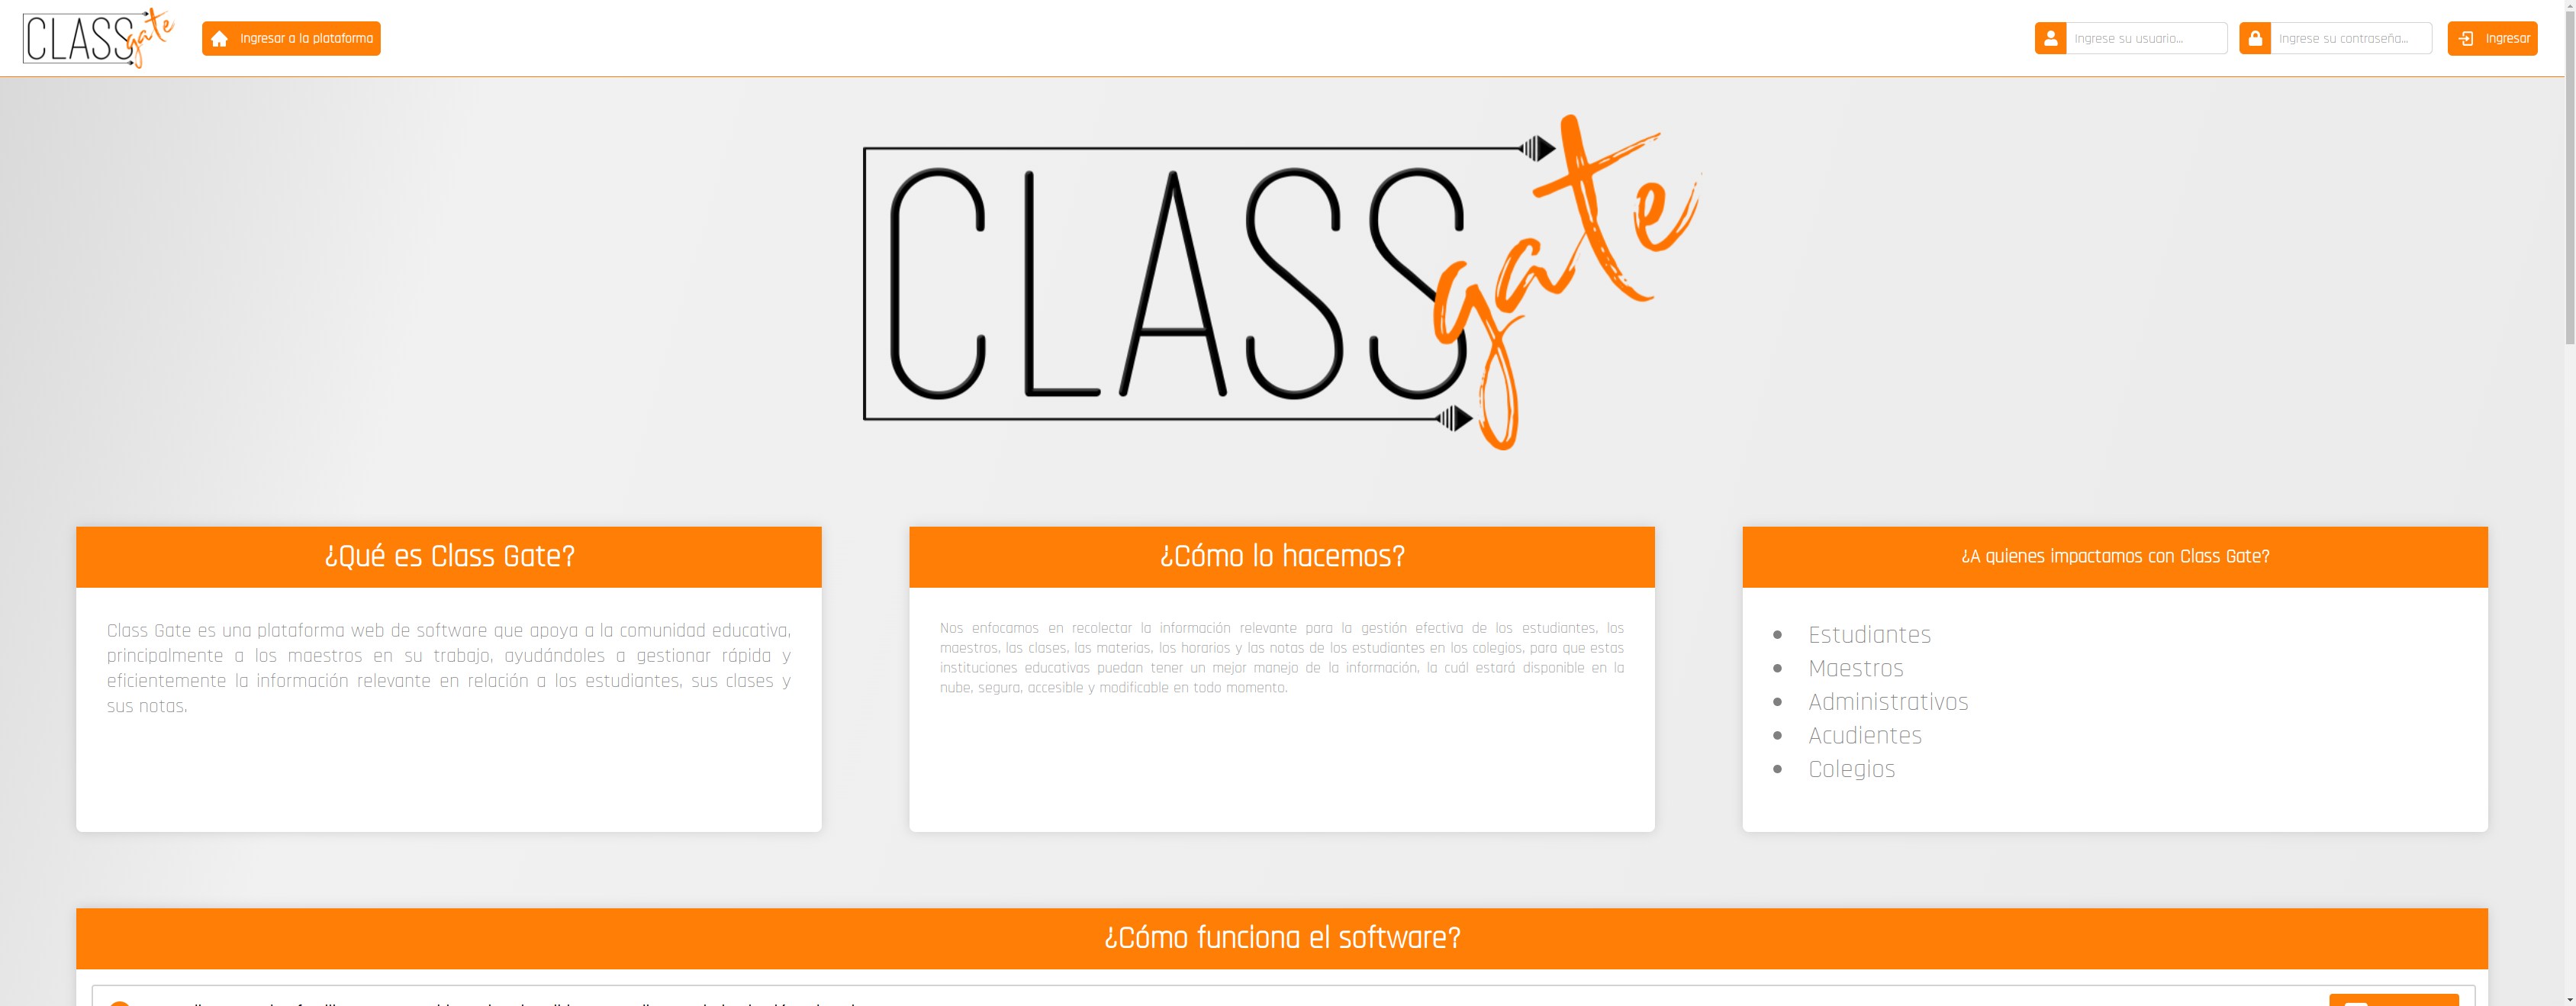 CLASS gate
Ingresar a la plataforma
Ingrese su usuario...
Ingrese su contraseña...
Ingresar
CLASS gate
¿Qué es Class Gate?
Class Gate es una plataforma web de software que apoya a la comunidad educativa,
principalmente a los maestros en su trabajo, ayudándoles a gestionar rápida y
eficientemente la información relevante en relación a los estudiantes, sus clases y
sus notas.
¿Cómo lo hacemos?
Nos enfocamos en recolectar la información relevante para la gestión efectiva de los estudiantes, los
maestros, las clases, las materias, los horarios y las notas de los estudiantes en los colegios, para que estas
instituciones educativas puedan tener un mejor manejo de la información, la cuál estará disponible en la
nube, segura, accesible y modificable en todo momento.
¿A quienes impactamos con Class Gate?
Estudiantes
Maestros
Administrativos
Acudientes
Colegios
¿Cómo funciona el software?